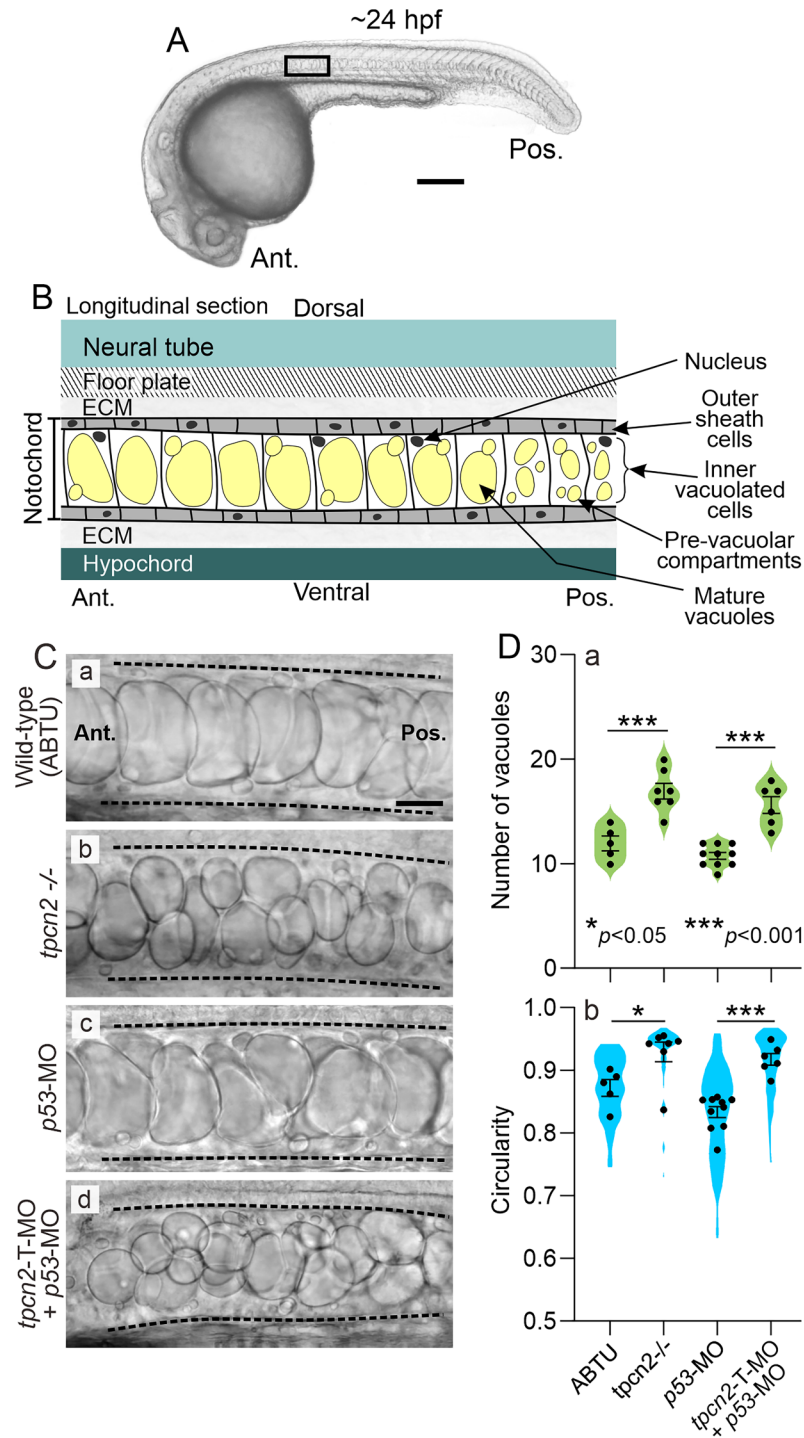 ~24 hpf
A
Pos.
Ant.
B
Longitudinal section
Dorsal
Neural tube
Floor plate
ECM
Notochord
ECM
Hypochord
Ant.
Ventral
Pos.
Nucleus
Outer
sheath
cells
Inner
vacuolated
cells
Pre-vacuolar
compartments
Mature
vacuoles
C
a
Wild-type
(ABTU)
Ant.
Pos.
b
tpcn2 -/-
c
p53-MO
d
tpcn2-T-MO
+ p53-MO
D
a
Number of vacuoles
30
20
10
0
***
***
* p<0.05
*** p<0.001
b
Circularity
1.0
0.9
0.8
0.7
0.6
0.5
*
***
ABTU
tpcn2-/-
p53-MO
tpcn2-T-MO
+ p53-MO